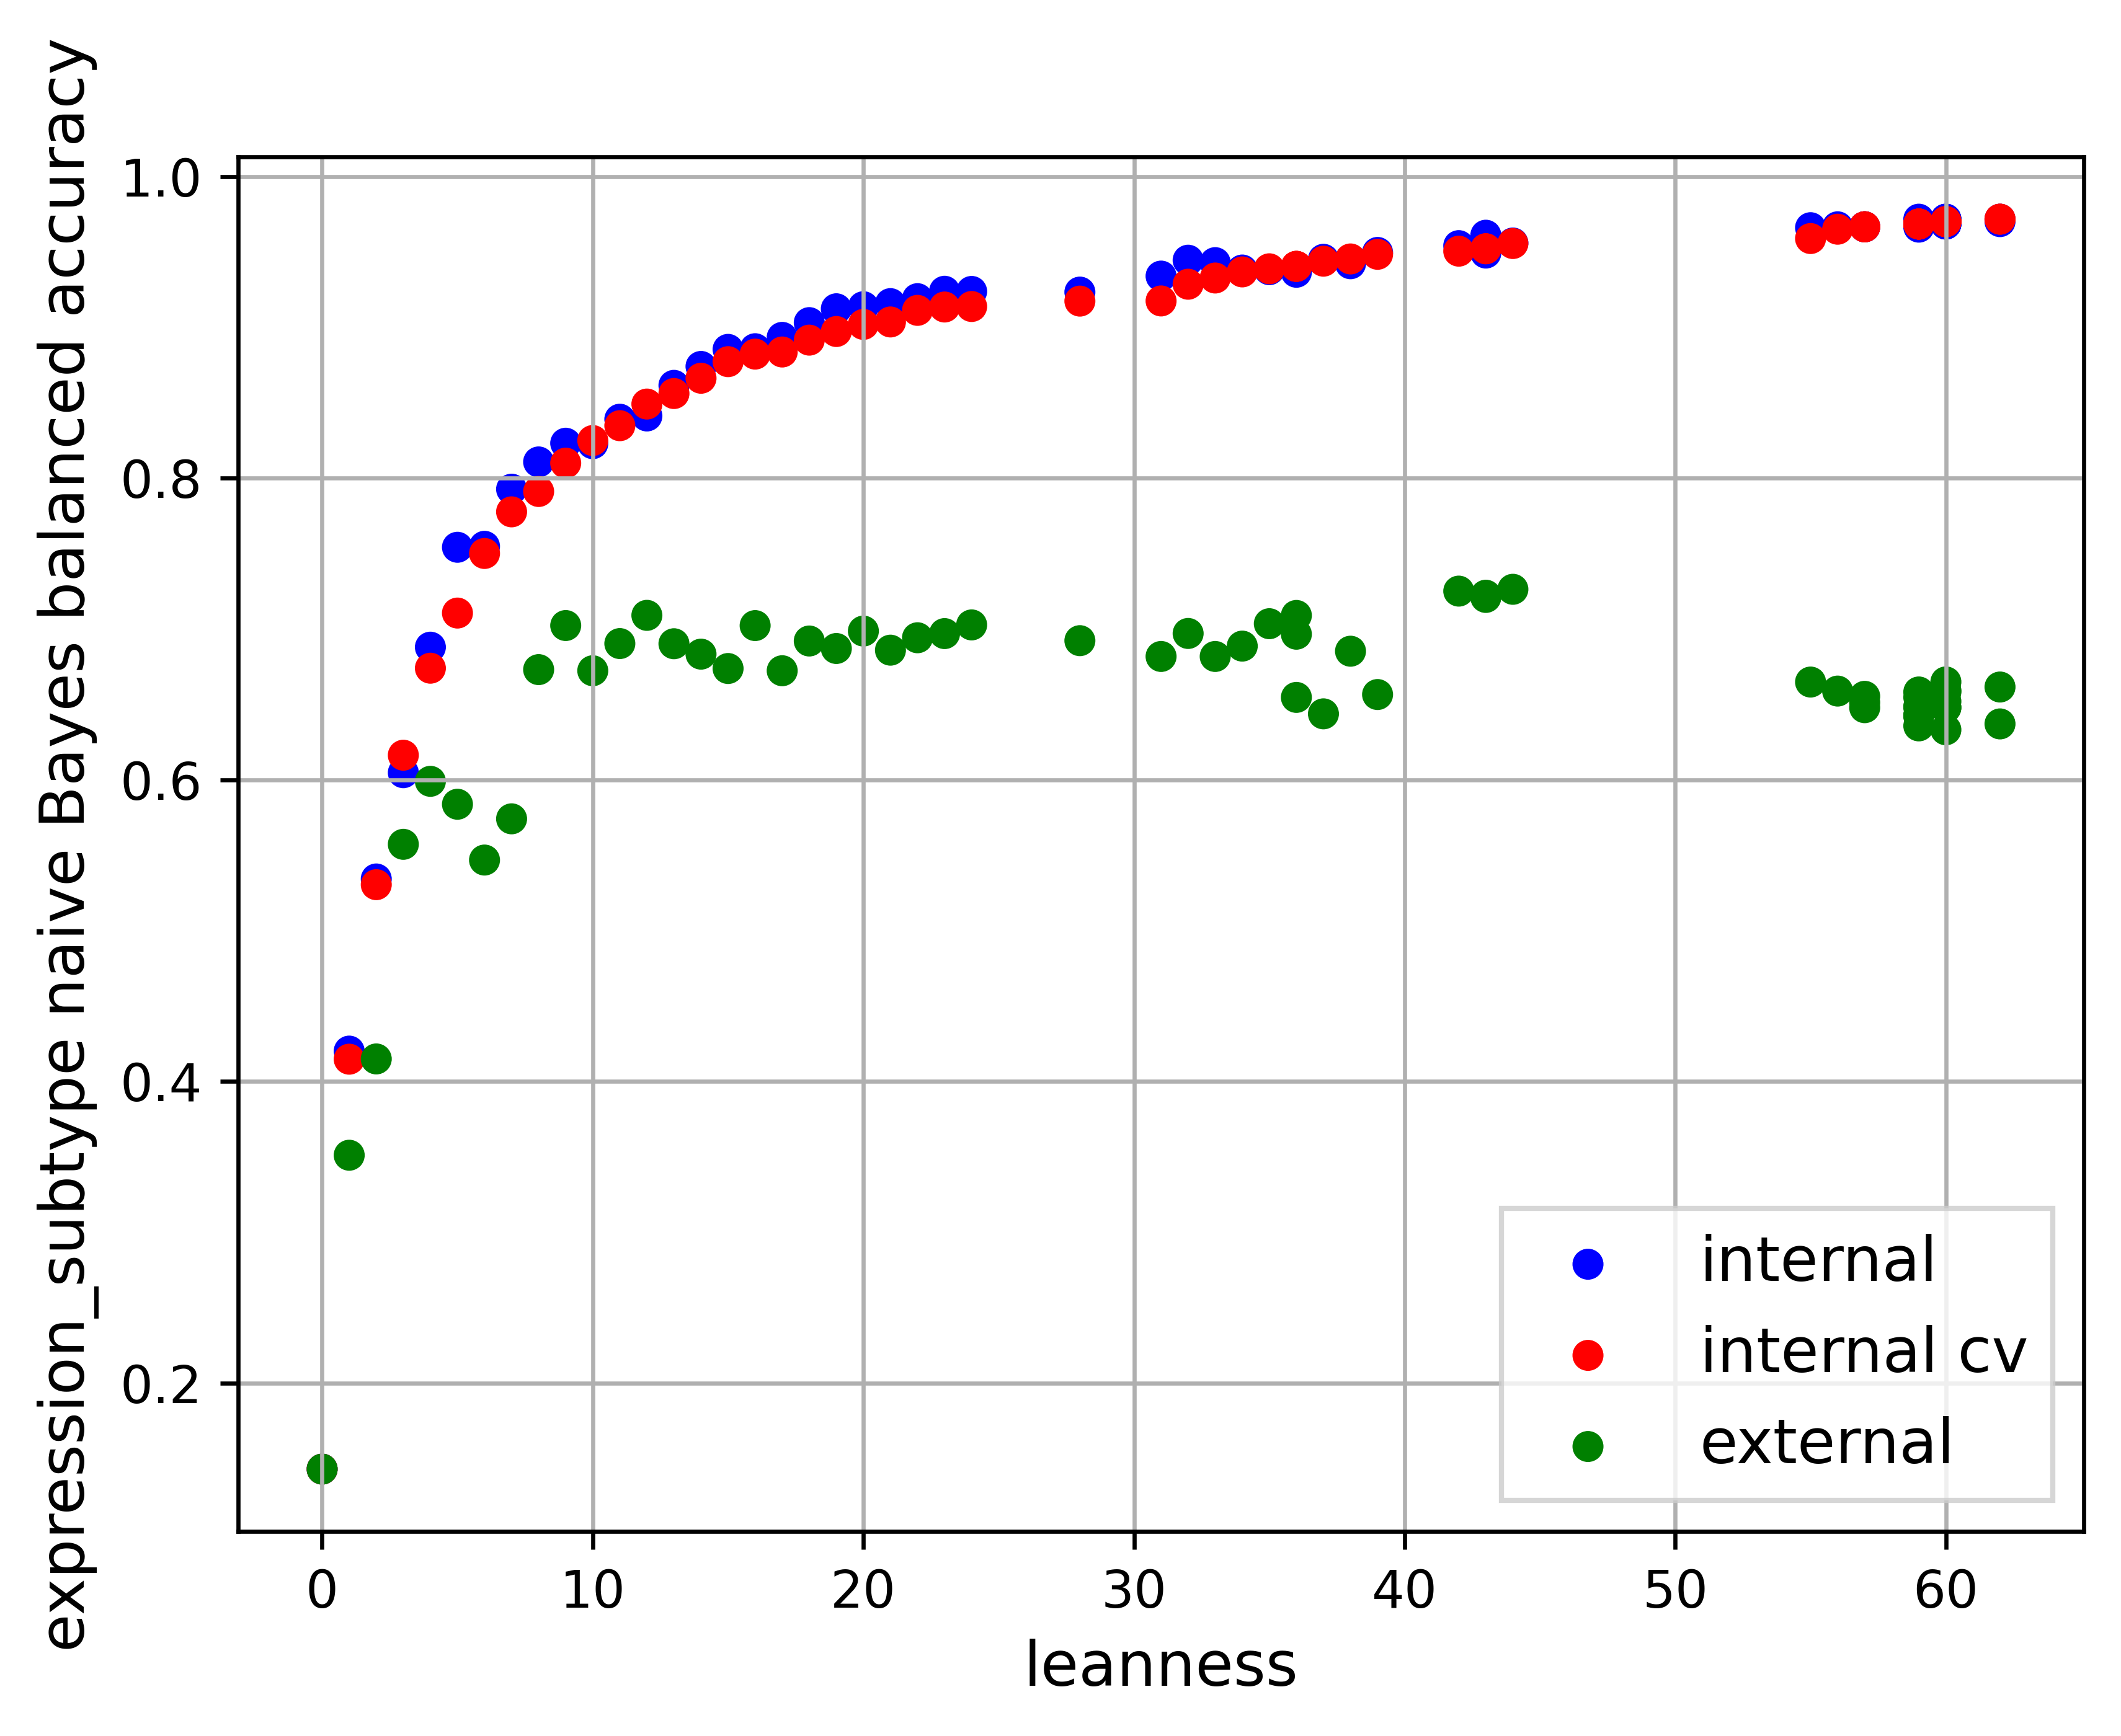 expression_subtype naive Bayes balanced accuracy
1.0
0.8
0.6
0.4
0.2
0 10 20 30 40 50 60
leanness
internal
internal cv
external